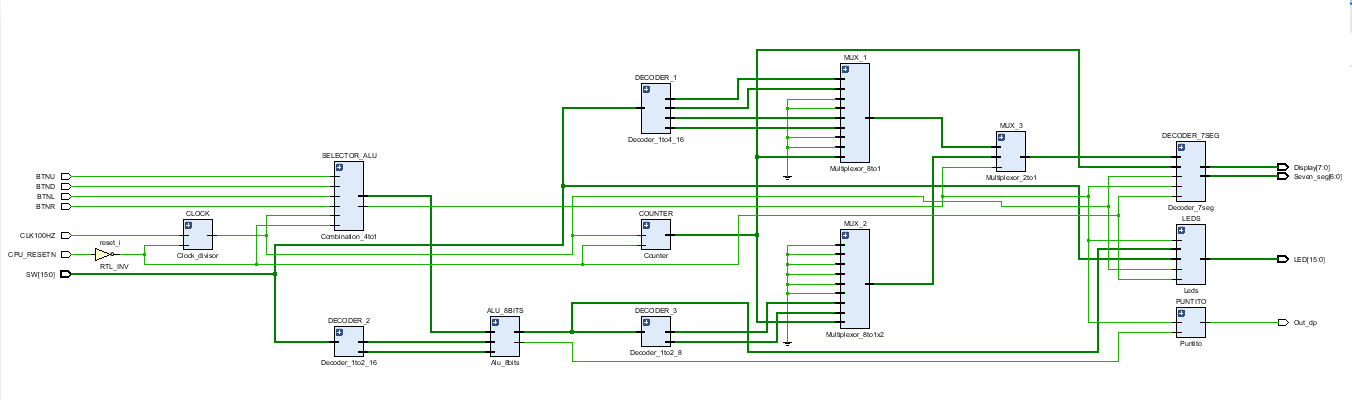 MUX_1
DECODER_1
Decoder_1to4_16
MUX_3
DECODER_7SEG
SELECTOR_ALU
Multiplexor_8to1
Display[7:0]
BTNU
Multiplexor_2to1
Seven_seg[6:0]
BTND
BTNL
BTNR
Decoder_7seg
CLOCK
COUNTER
LEDS
MUX_2
CLK100HZ
Combination_4to1
reset_i
CPU_RESETN
Clock_divisor
Counter
LED[15:0]
RTL_INV
SW[15:0]
Leds
PUNTITO
ALU_8BITS
DECODER_3
DECODER_2
Out_dp
Multiplexor_8to1x2
Puntito
Decoder_1to2_16
Alu_8bits
Decoder_1to2_8